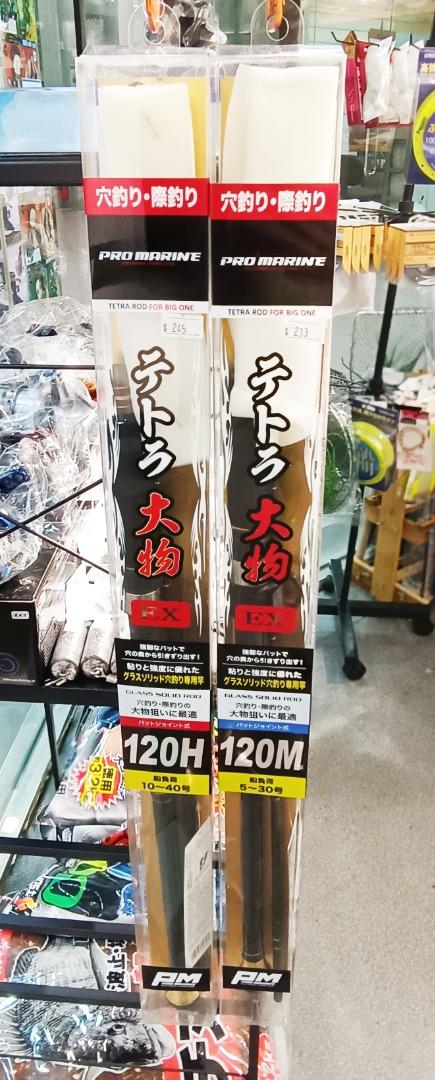 穴釣り・際釣り
PRO MARINE
TETRA ROD FOR BIG ONE
$ 245
テトラ
大物
EX
強靭なバットで
穴の奥から引きずり出す!
粘りと強度に優れた
グラスソリッド穴釣り専用竿
GLASS SOLID ROD
穴釣り・際釣りの
大物狙いに最適
バットジョイント式
120H
錘負荷
10~40号
PM
穴釣り・際釣り
PRO MARINE
TETRA ROD FOR BIG ONE
$ 233
テトラ
大物
EX
強靭なバットで
穴の奥から引きずり出す!
粘りと強度に優れた
グラスソリッド穴釣り専用竿
GLASS SOLID ROD
穴釣り・際釣りの
大物狙いに最適
バットジョイント式
120M
錘負荷
5~30号
PM
徳用